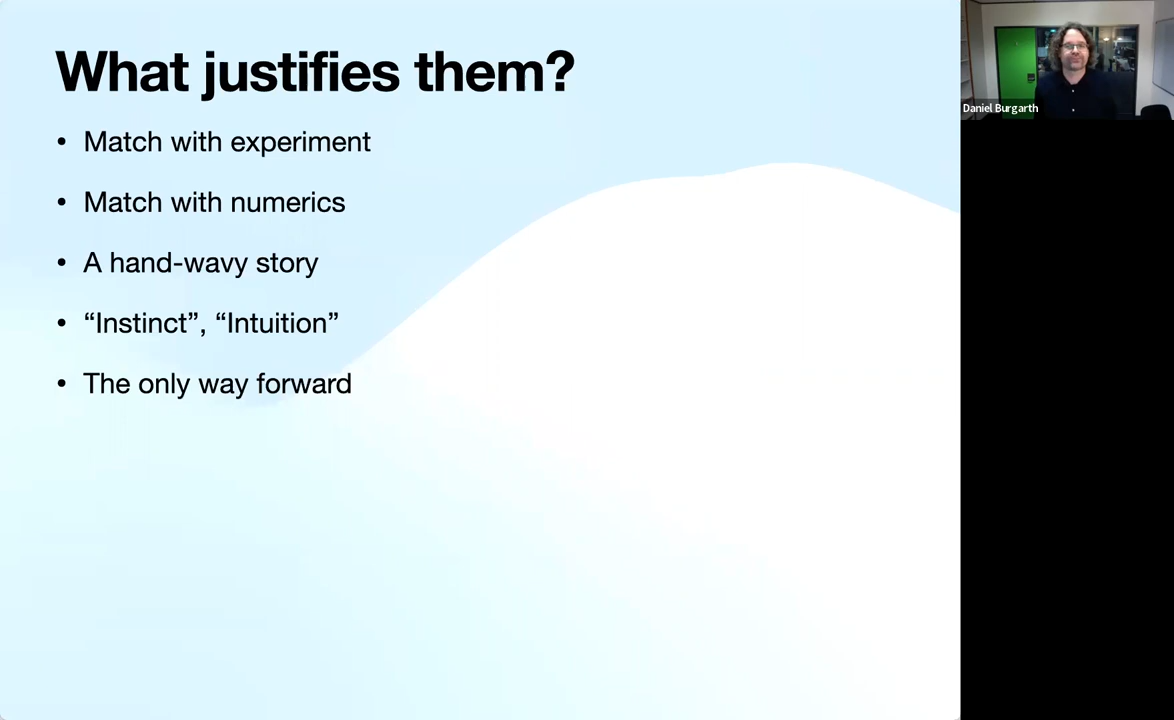 What justifies them?
• Match with experiment
• Match with numerics
• A hand-wavy story
• “Instinct”, “Intuition”
• The only way forward
Daniel Burgarth